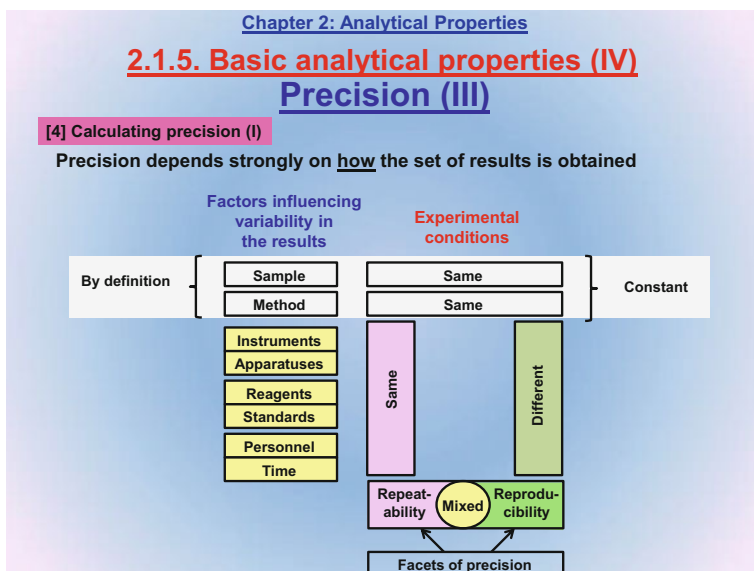 Chapter 2: Analytical Properties
2.1.5. Basic analytical properties (IV)
Precision (III)
[4] Calculating precision (I)
Precision depends strongly on how the set of results is obtained
Factors influencing
variability in
the results
Experimental
conditions
By definition
Sample
Same
Constant
Method
Same
Instruments
Apparatuses
Reagents
Standards
Personnel
Time
Same
Different
Repeat-
ability
Mixed
Reprodu-
cibility
Facets of precision